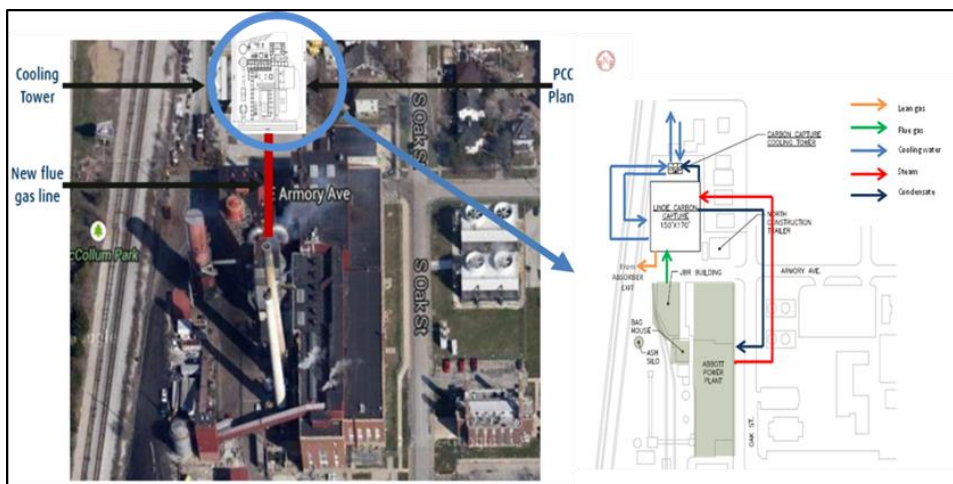 Cooling
Tower
PCC
Plan
New flue
gas line
E Armory Ave
S Oak St
S Oak St
cCollum Park
N
Lean gas
Flue gas
Cooling water
Steam
Condensate
CARBON CAPTURE
COOLING TOWER
LINDE CARBON
CAPTURE
150'X170'
NORTH
CONSTRUCTION
TRAILER
From
ABSORBER
EXIT
JBR BUILDING
ARMORY AVE.
BAG
HOUSE
ASH
SILO
ABBOTT
POWER
PLANT
OAK ST.